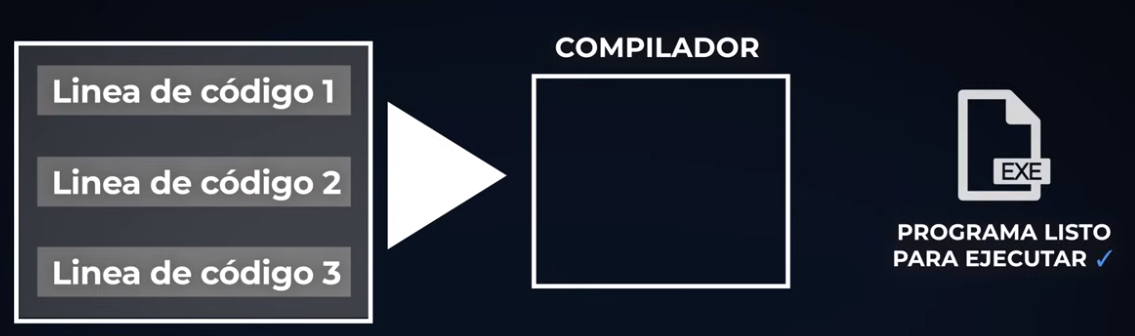 Linea de código 1
Linea de código 2
Linea de código 3
COMPILADOR
EXE
PROGRAMA LISTO
PARA EJECUTAR ✓